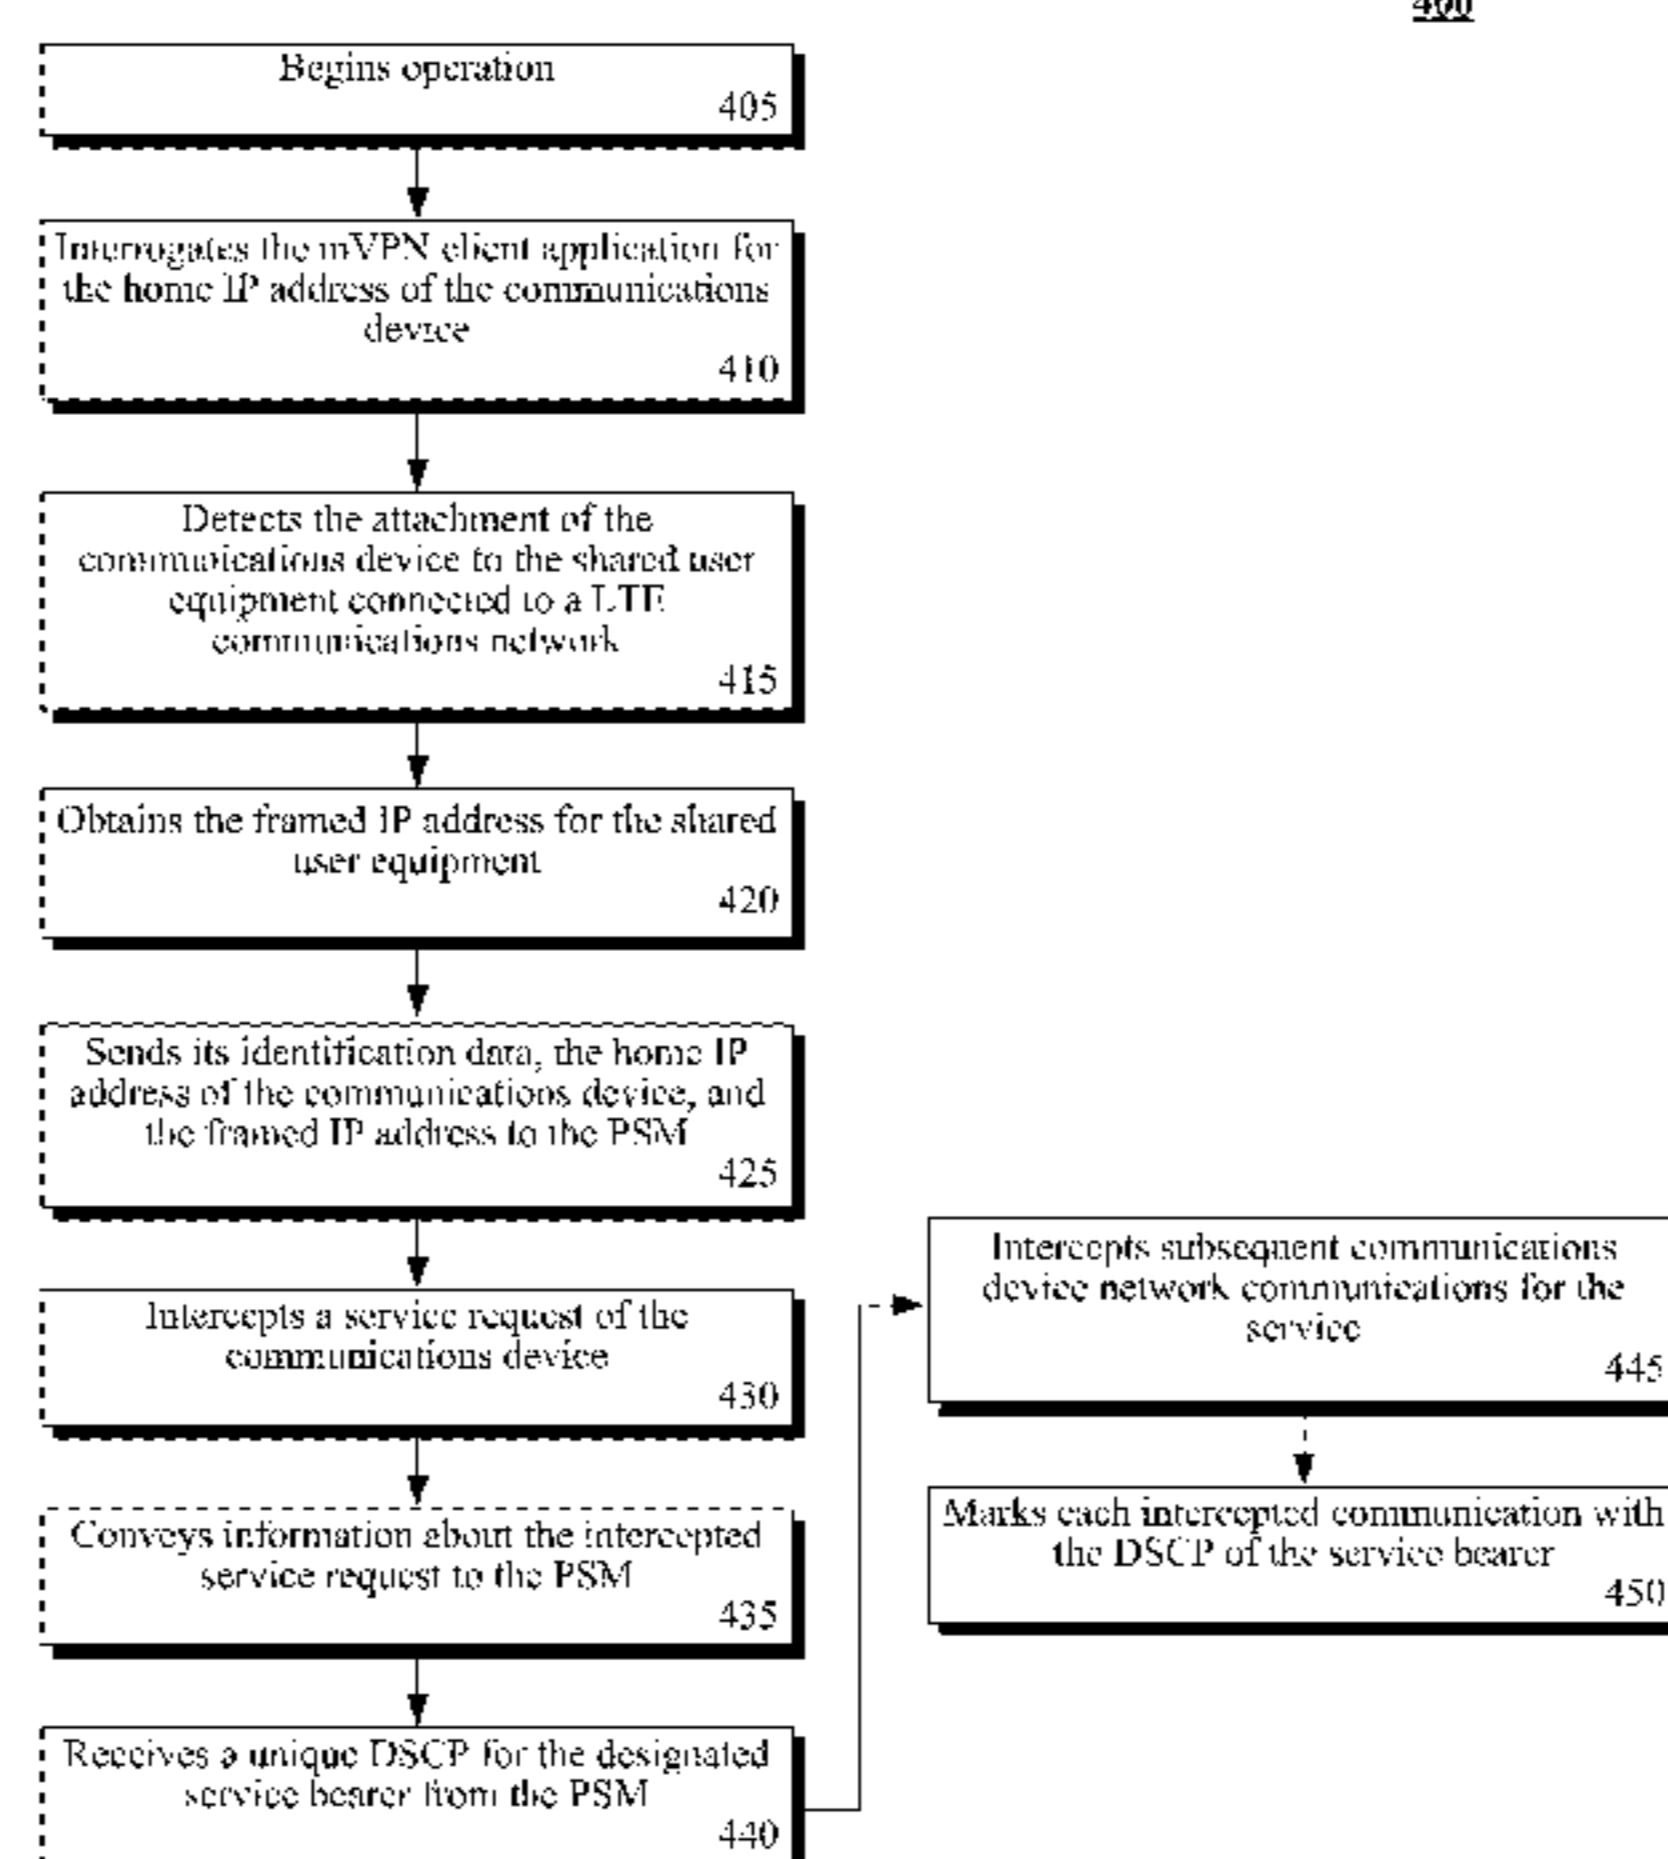 400
Begins operation
405
Interrogates the mVPN client application for
the home IP address of the communications
device
410
Detects the attachment of the
communications device to the shared user
equipment connected to a LTE
communications network
415
Obtains the framed IP address for the shared
user equipment
420
Sends its identification data, the home IP
address of the communications device, and
the framed IP address to the PSM
425
Intercepts a service request of the
communications device
430
Conveys information about the intercepted
service request to the PSM
435
Receives a unique DSCP for the designated
service bearer from the PSM
440
Intercepts subsequent communications
device network communications for the
service
445
Marks each intercepted communication with
the DSCP of the service bearer
450